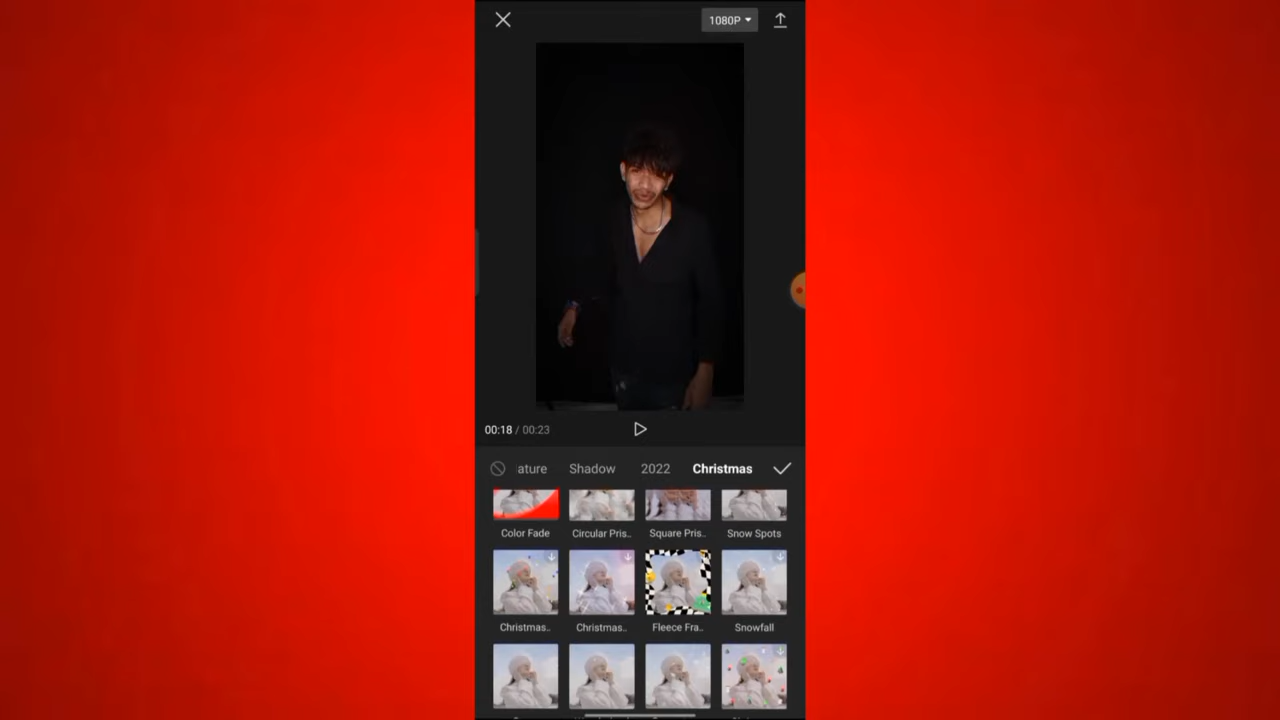 1080P
00:18 / 00:23
ature Shadow 2022 Christmas
Color Fade Circular Pris.. Square Pris.. Snow Spots
Christmas.. Christmas.. Fleece Fra.. Snowfall